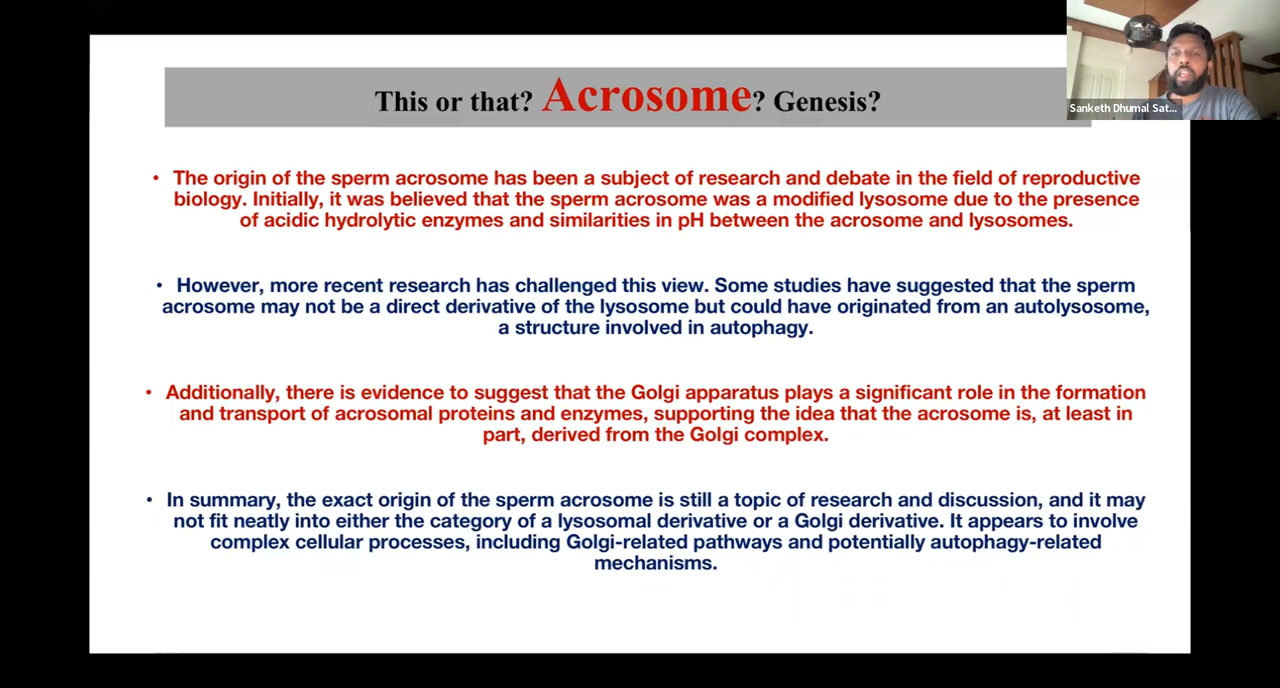 This or that? Acrosome? Genesis?
Sanketh Dhumal Sat...
• The origin of the sperm acrosome has been a subject of research and debate in the field of reproductive
biology. Initially, it was believed that the sperm acrosome was a modified lysosome due to the presence
of acidic hydrolytic enzymes and similarities in pH between the acrosome and lysosomes.
• However, more recent research has challenged this view. Some studies have suggested that the sperm
acrosome may not be a direct derivative of the lysosome but could have originated from an autolysosome,
a structure involved in autophagy.
• Additionally, there is evidence to suggest that the Golgi apparatus plays a significant role in the formation
and transport of acrosomal proteins and enzymes, supporting the idea that the acrosome is, at least in
part, derived from the Golgi complex.
• In summary, the exact origin of the sperm acrosome is still a topic of research and discussion, and it may
not fit neatly into either the category of a lysosomal derivative or a Golgi derivative. It appears to involve
complex cellular processes, including Golgi-related pathways and potentially autophagy-related
mechanisms.